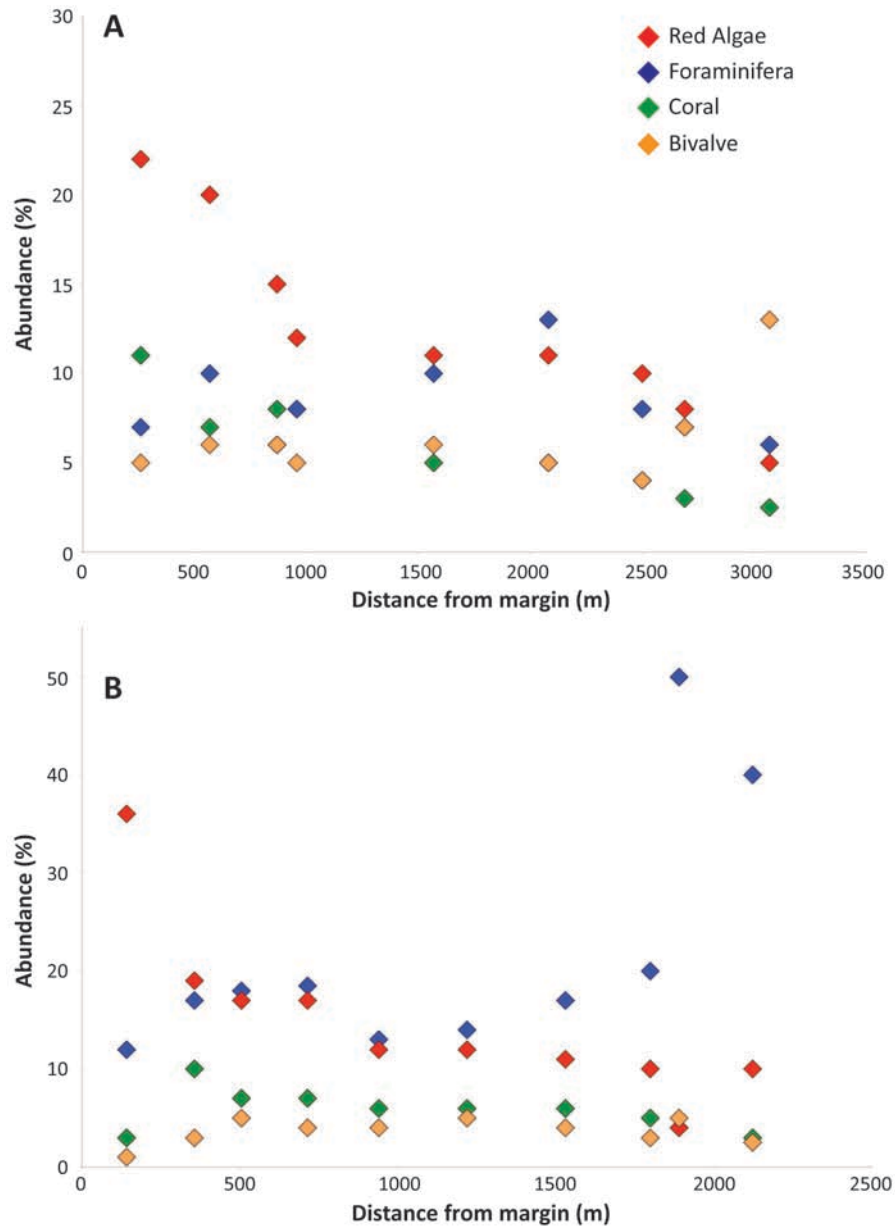 A
Red Algae
Foraminifera
Coral
Bivalve
30
25
20
15
10
5
0
Abundance (%)
0 500 1000 1500 2000 2500 3000 3500
Distance from margin (m)
B
50
40
30
20
10
0
Abundance (%)
0 500 1000 1500 2000 2500
Distance from margin (m)